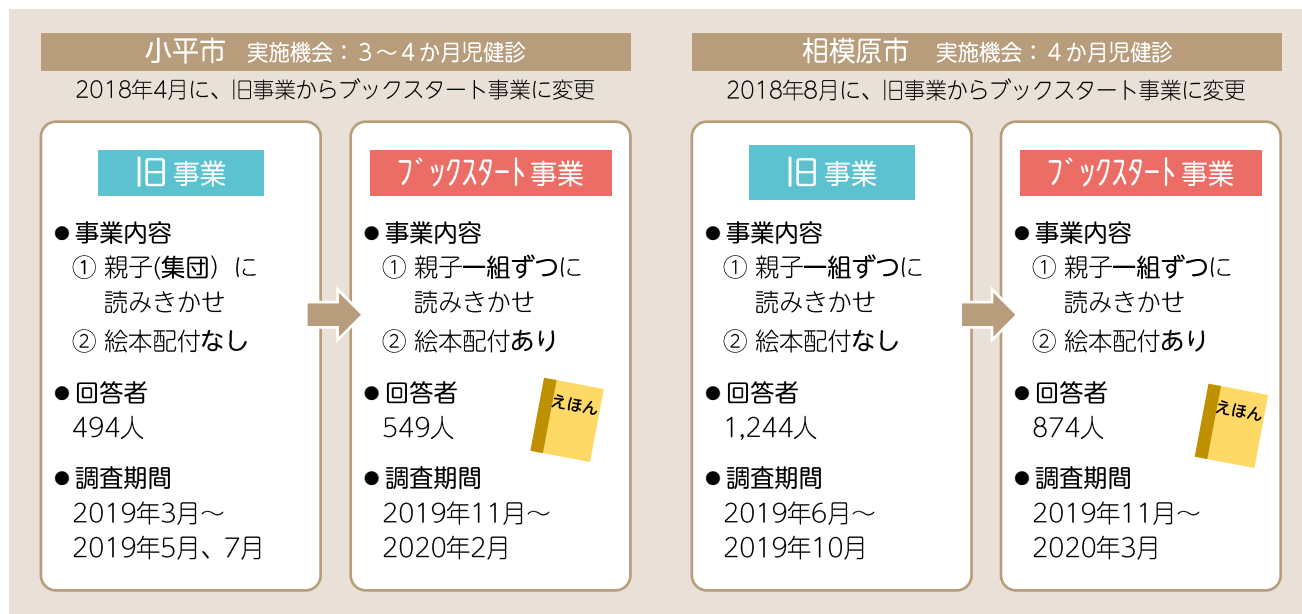 小平市　実施機会：３～４か月児健診
2018年4月に、旧事業からブックスタート事業に変更
旧 事業
● 事業内容
① 親子(集団）に
読みきかせ
② 絵本配付なし
● 回答者
494人
● 調査期間
2019年3月～
2019年5月、7月
ﾌﾞｯｸｽﾀｰﾄ 事業
● 事業内容
① 親子一組ずつに
読みきかせ
② 絵本配付あり
● 回答者
549人
えほん
● 調査期間
2019年11月～
2020年2月
相模原市　実施機会：４か月児健診
2018年8月に、旧事業からブックスタート事業に変更
旧 事業
● 事業内容
① 親子一組ずつに
読みきかせ
② 絵本配付なし
● 回答者
1,244人
● 調査期間
2019年6月～
2019年10月
ﾌﾞｯｸｽﾀｰﾄ 事業
● 事業内容
① 親子一組ずつに
読みきかせ
② 絵本配付あり
● 回答者
874人
えほん
● 調査期間
2019年11月～
2020年3月